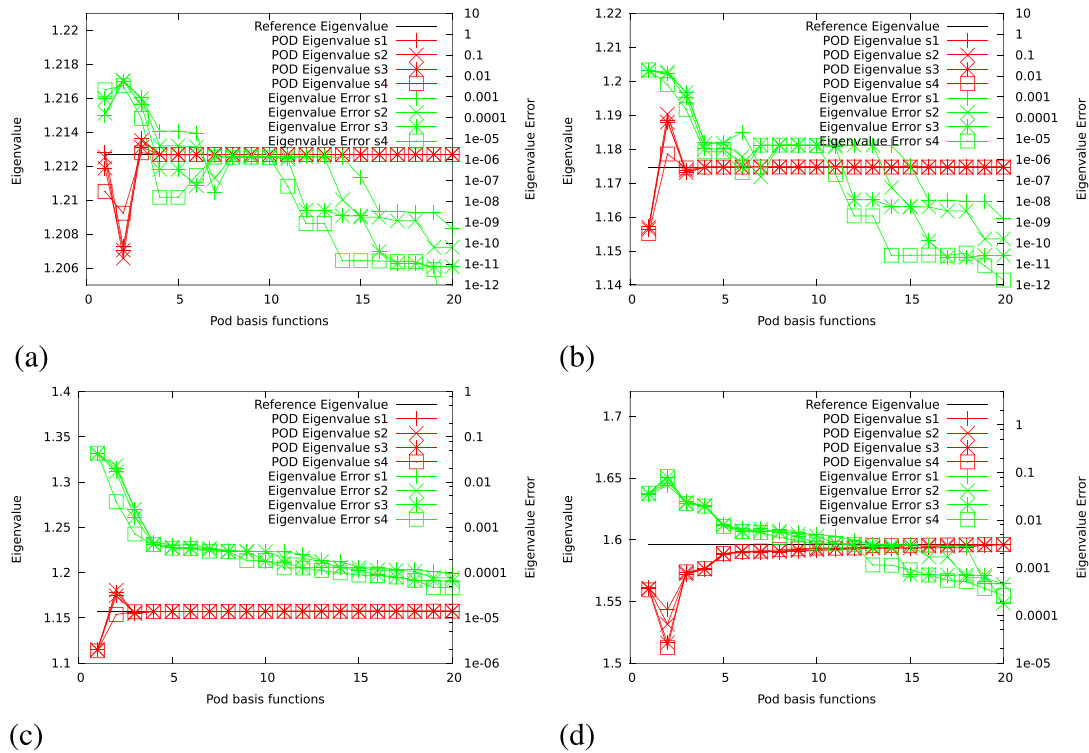 1.22
1.218
1.216
1.214
1.212
1.21
1.208
1.206
Eigenvalue
0
5
10
15
20
Pod basis functions
10
1
0.1
0.01
0.001
0.0001
1e-05
1e-06
1e-07
1e-08
1e-09
1e-10
1e-11
1e-12
Eigenvalue Error
Reference Eigenvalue
POD Eigenvalue s1
POD Eigenvalue s2
POD Eigenvalue s3
POD Eigenvalue s4
Eigenvalue Error s1
Eigenvalue Error s2
Eigenvalue Error s3
Eigenvalue Error s4
(a)
1.22
1.21
1.2
1.19
1.18
1.17
1.16
1.15
1.14
Eigenvalue
0
5
10
15
20
Pod basis functions
10
1
0.1
0.01
0.001
0.0001
1e-05
1e-06
1e-07
1e-08
1e-09
1e-10
1e-11
1e-12
Eigenvalue Error
Reference Eigenvalue
POD Eigenvalue s1
POD Eigenvalue s2
POD Eigenvalue s3
POD Eigenvalue s4
Eigenvalue Error s1
Eigenvalue Error s2
Eigenvalue Error s3
Eigenvalue Error s4
(b)
1.4
1.35
1.3
1.25
1.2
1.15
1.1
Eigenvalue
0
5
10
15
20
Pod basis functions
1
0.1
0.01
0.001
0.0001
1e-05
1e-06
Eigenvalue Error
Reference Eigenvalue
POD Eigenvalue s1
POD Eigenvalue s2
POD Eigenvalue s3
POD Eigenvalue s4
Eigenvalue Error s1
Eigenvalue Error s2
Eigenvalue Error s3
Eigenvalue Error s4
(c)
1.7
1.65
1.6
1.55
1.5
Eigenvalue
0
5
10
15
20
Pod basis functions
1
0.1
0.01
0.001
0.0001
1e-05
Eigenvalue Error
Reference Eigenvalue
POD Eigenvalue s1
POD Eigenvalue s2
POD Eigenvalue s3
POD Eigenvalue s4
Eigenvalue Error s1
Eigenvalue Error s2
Eigenvalue Error s3
Eigenvalue Error s4
(d)